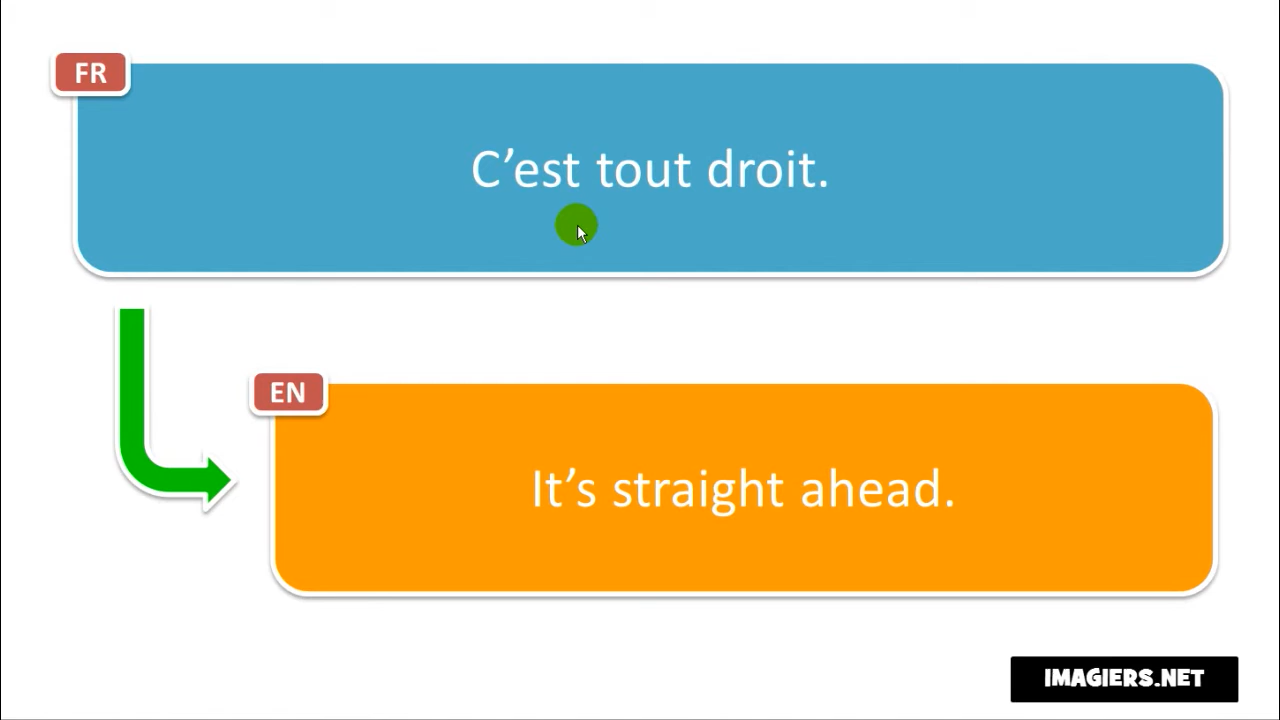 FR
C’est tout droit.
EN
It’s straight ahead.
IMAGIERS.NET